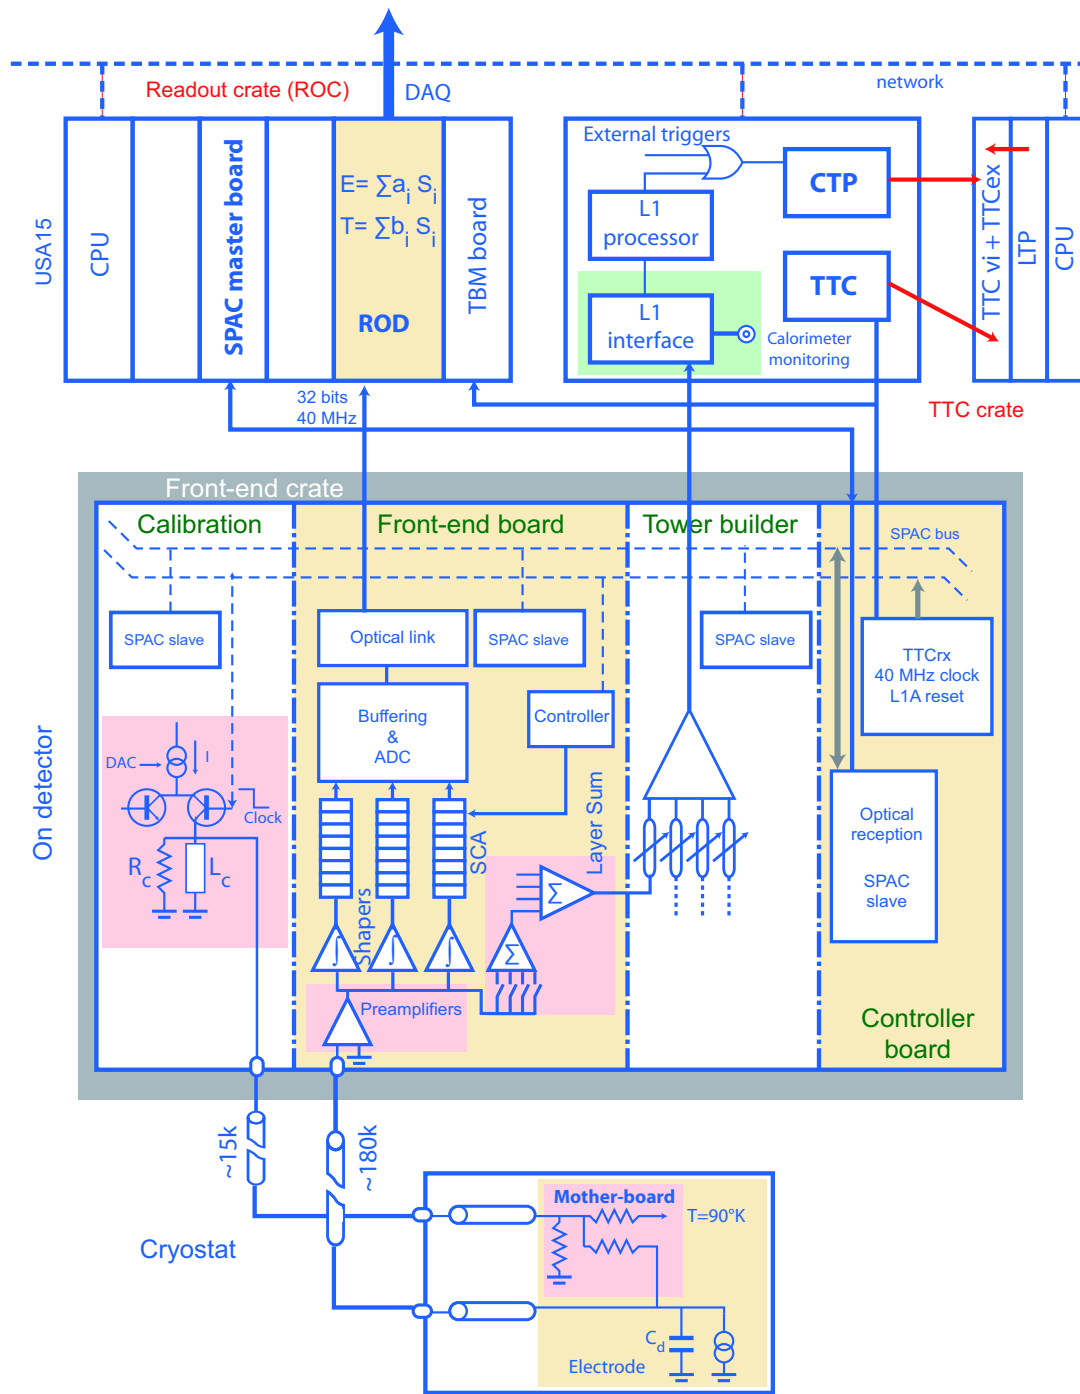 Readout crate (ROC)
DAQ
network
USA15
CPU
SPAC master board
E= ∑a_i S_i
T= ∑b_i S_i
ROD
TBM board
External triggers
CTP
L1
processor
TTC
L1
interface
Calorimeter
monitoring
TTC vi + TTCex
LTP
CPU
32 bits
40 MHz
TTC crate
Front-end crate
Calibration
Front-end board
Tower builder
SPAC bus
SPAC slave
Optical link
SPAC slave
SPAC slave
TTCrx
40 MHz clock
L1A reset
Buffering
&
ADC
Controller
On detector
DAC
I
Clock
R_c
L_c
SCA
Shapers
Layer Sum
∑
∑
∫
∫
∫
Optical
reception
SPAC
slave
Preamplifiers
Controller
board
~15k
~180k
Mother-board
T=90°K
Cryostat
C_d
Electrode